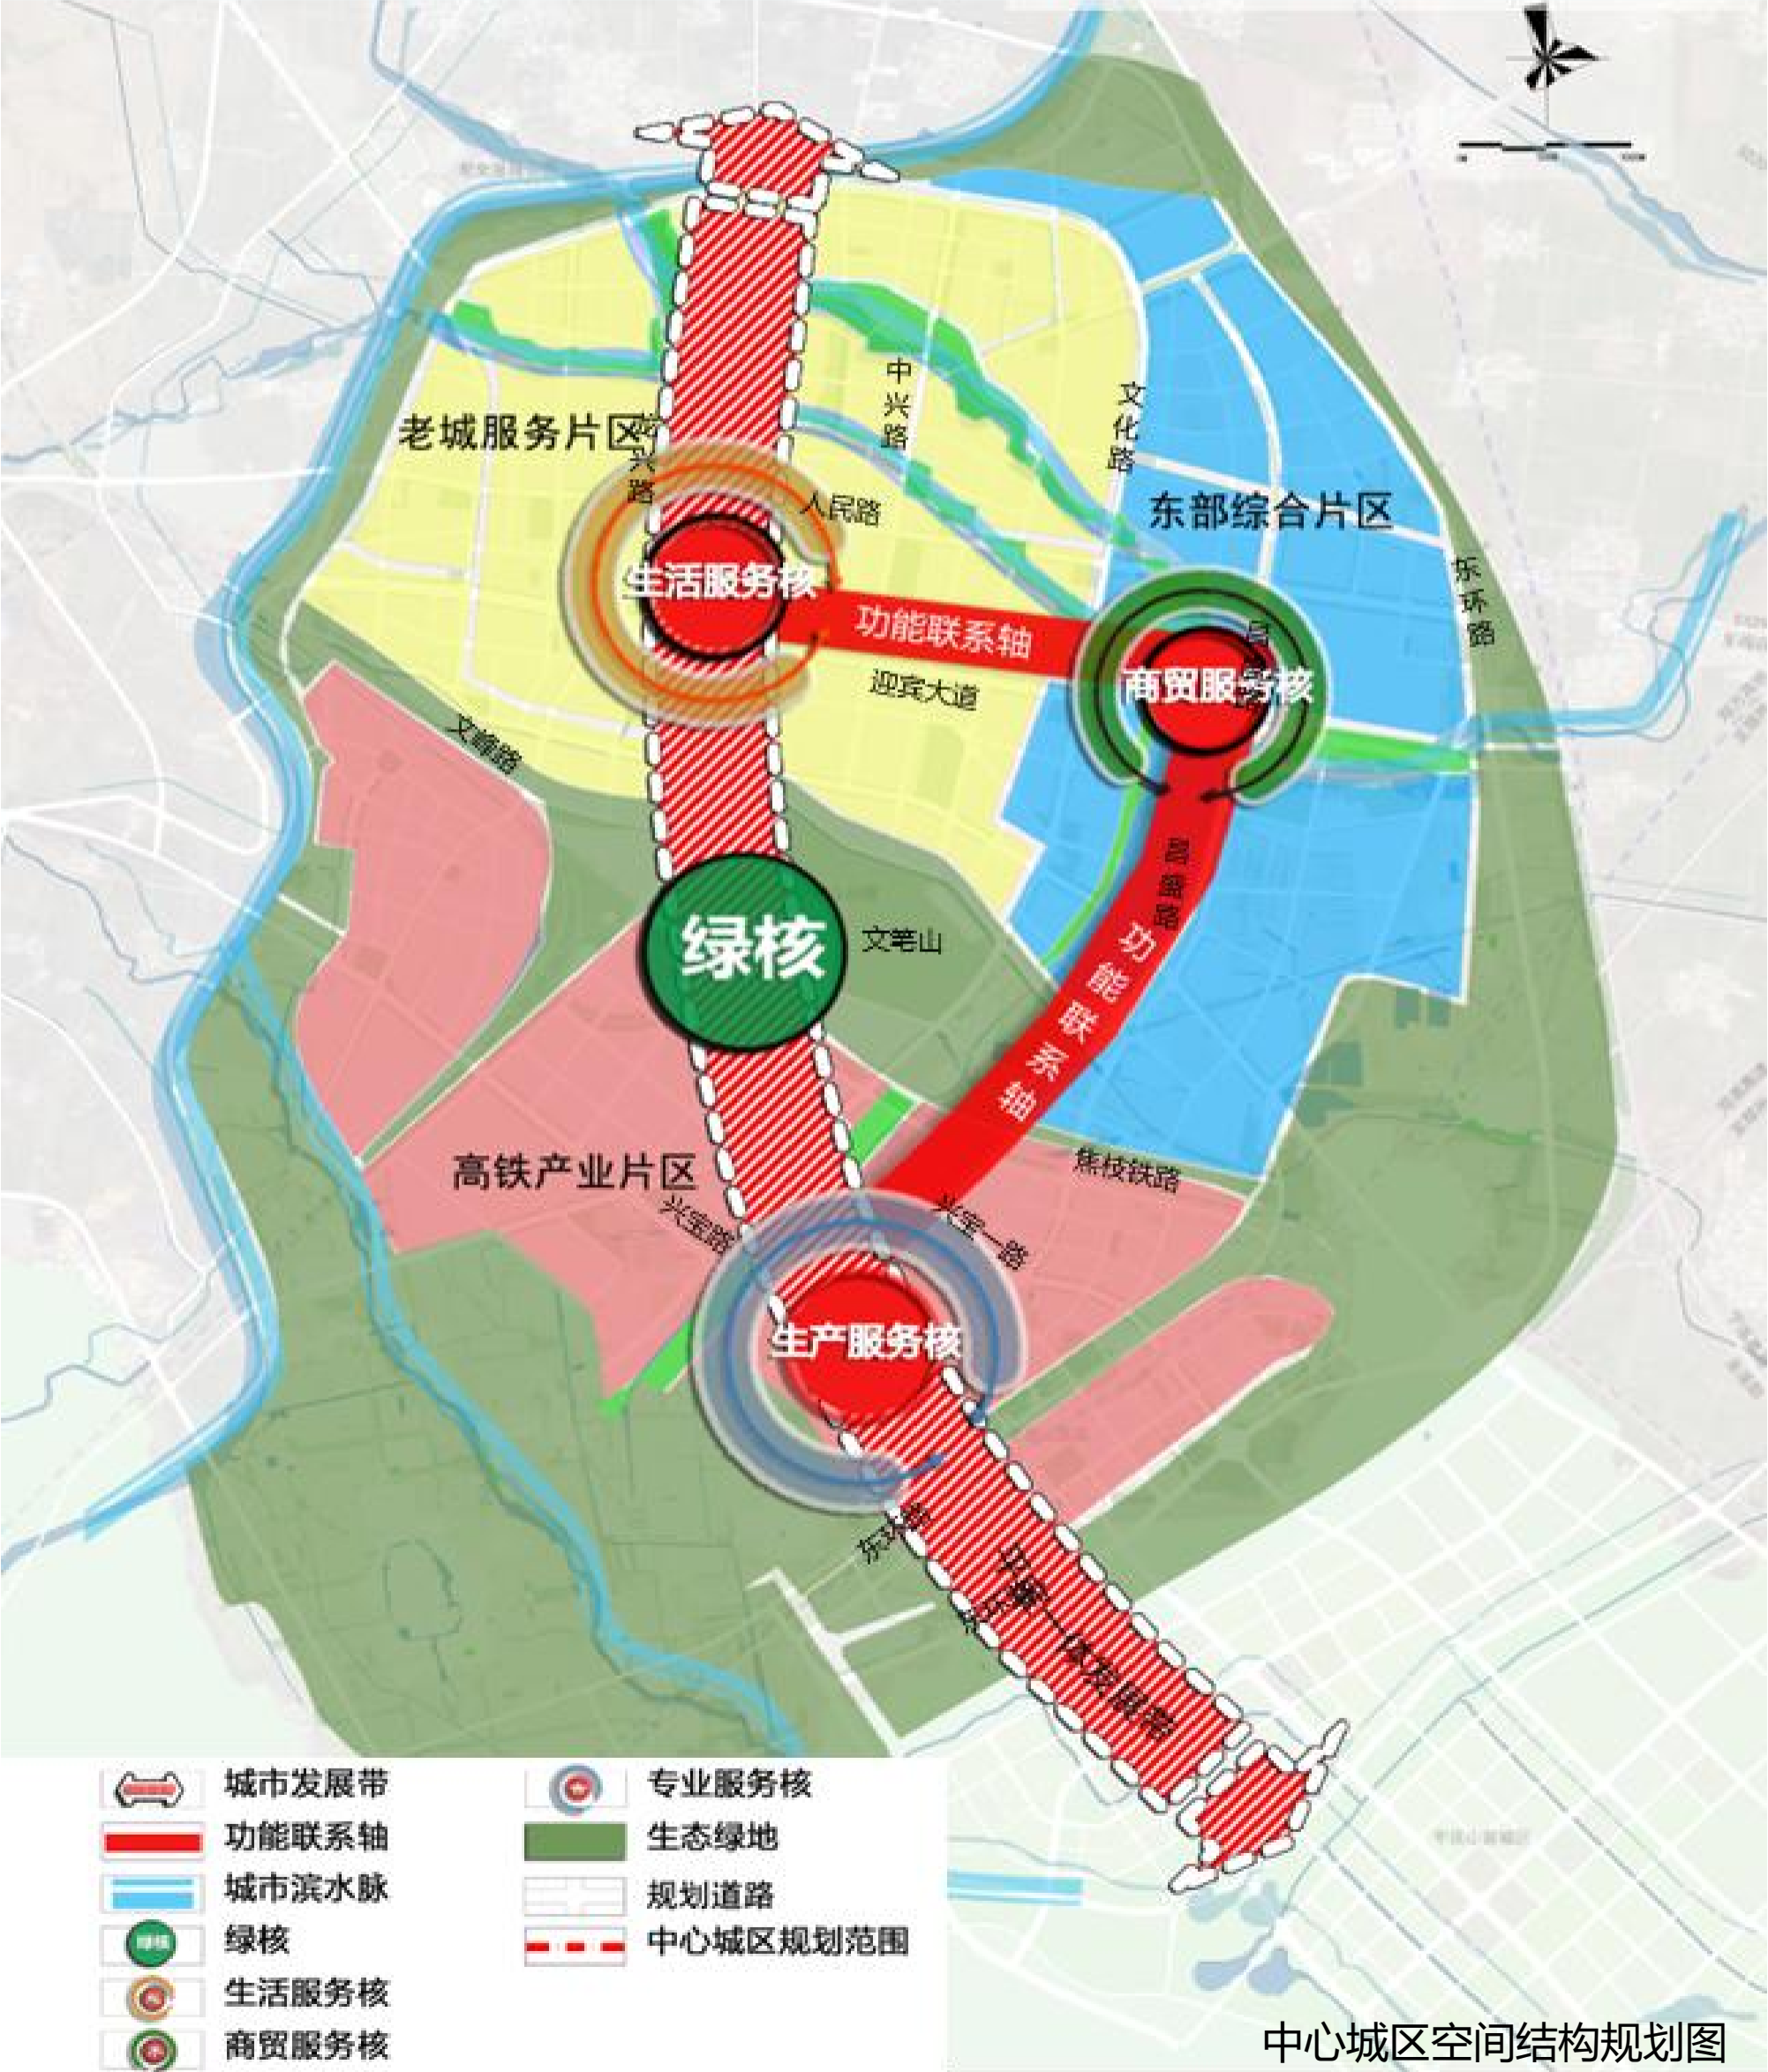 中兴路
文化路
老城服务片区
人民路
东部综合片区
东环路
生活服务核
功能联系轴
商贸服务核
迎宾大道
文峰路
绿核
文笔山
功能联系轴
焦枝铁路
高铁产业片区
兴宝路
兴宝一路
生产服务核
一体发展带
城市发展带
功能联系轴
城市滨水脉
绿核
绿核
生活服务核
商贸服务核
专业服务核
生态绿地
规划道路
中心城区规划范围
中心城区空间结构规划图